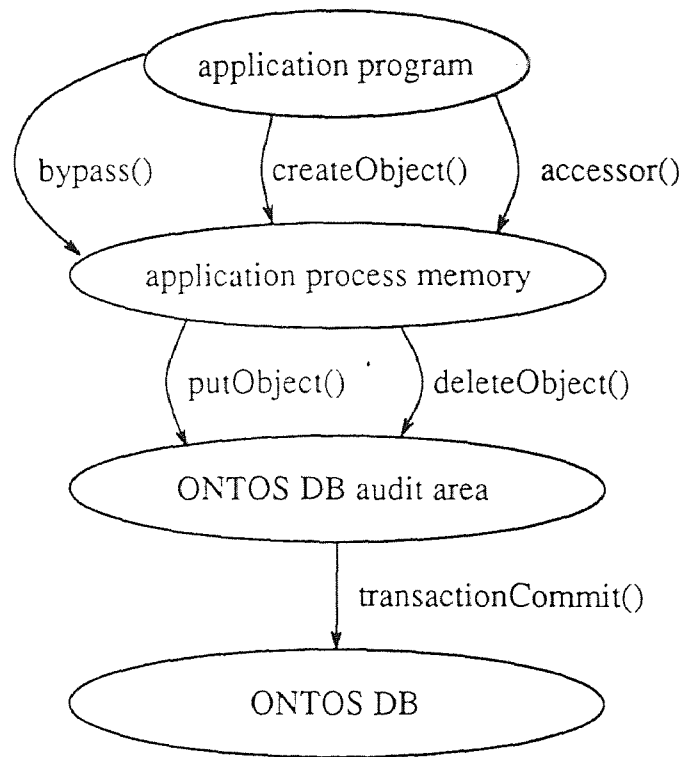 application program
bypass()
createObject()
accessor()
application process memory
putObject()
deleteObject()
ONTOS DB audit area
transactionCommit()
ONTOS DB